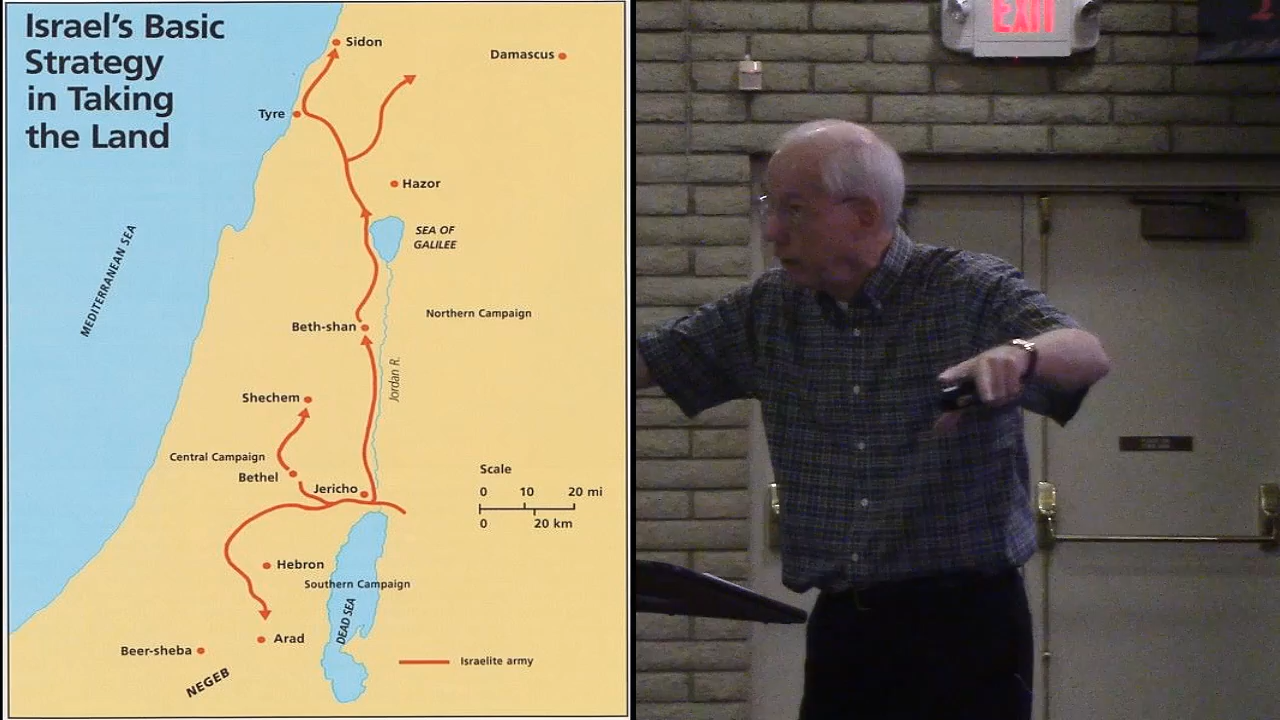 Israel's Basic
Strategy
in Taking
the Land
Sidon
Damascus
Tyre
Hazor
SEA OF
GALILEE
MEDITERRANEAN SEA
Northern Campaign
Beth-shan
Jordan R.
Shechem
Central Campaign
Bethel
Jericho
Scale
0 10 20 mi
0 20 km
Hebron
Southern Campaign
DEAD SEA
Arad
Beer-sheba
NEGEB
Israelite army
EXIT